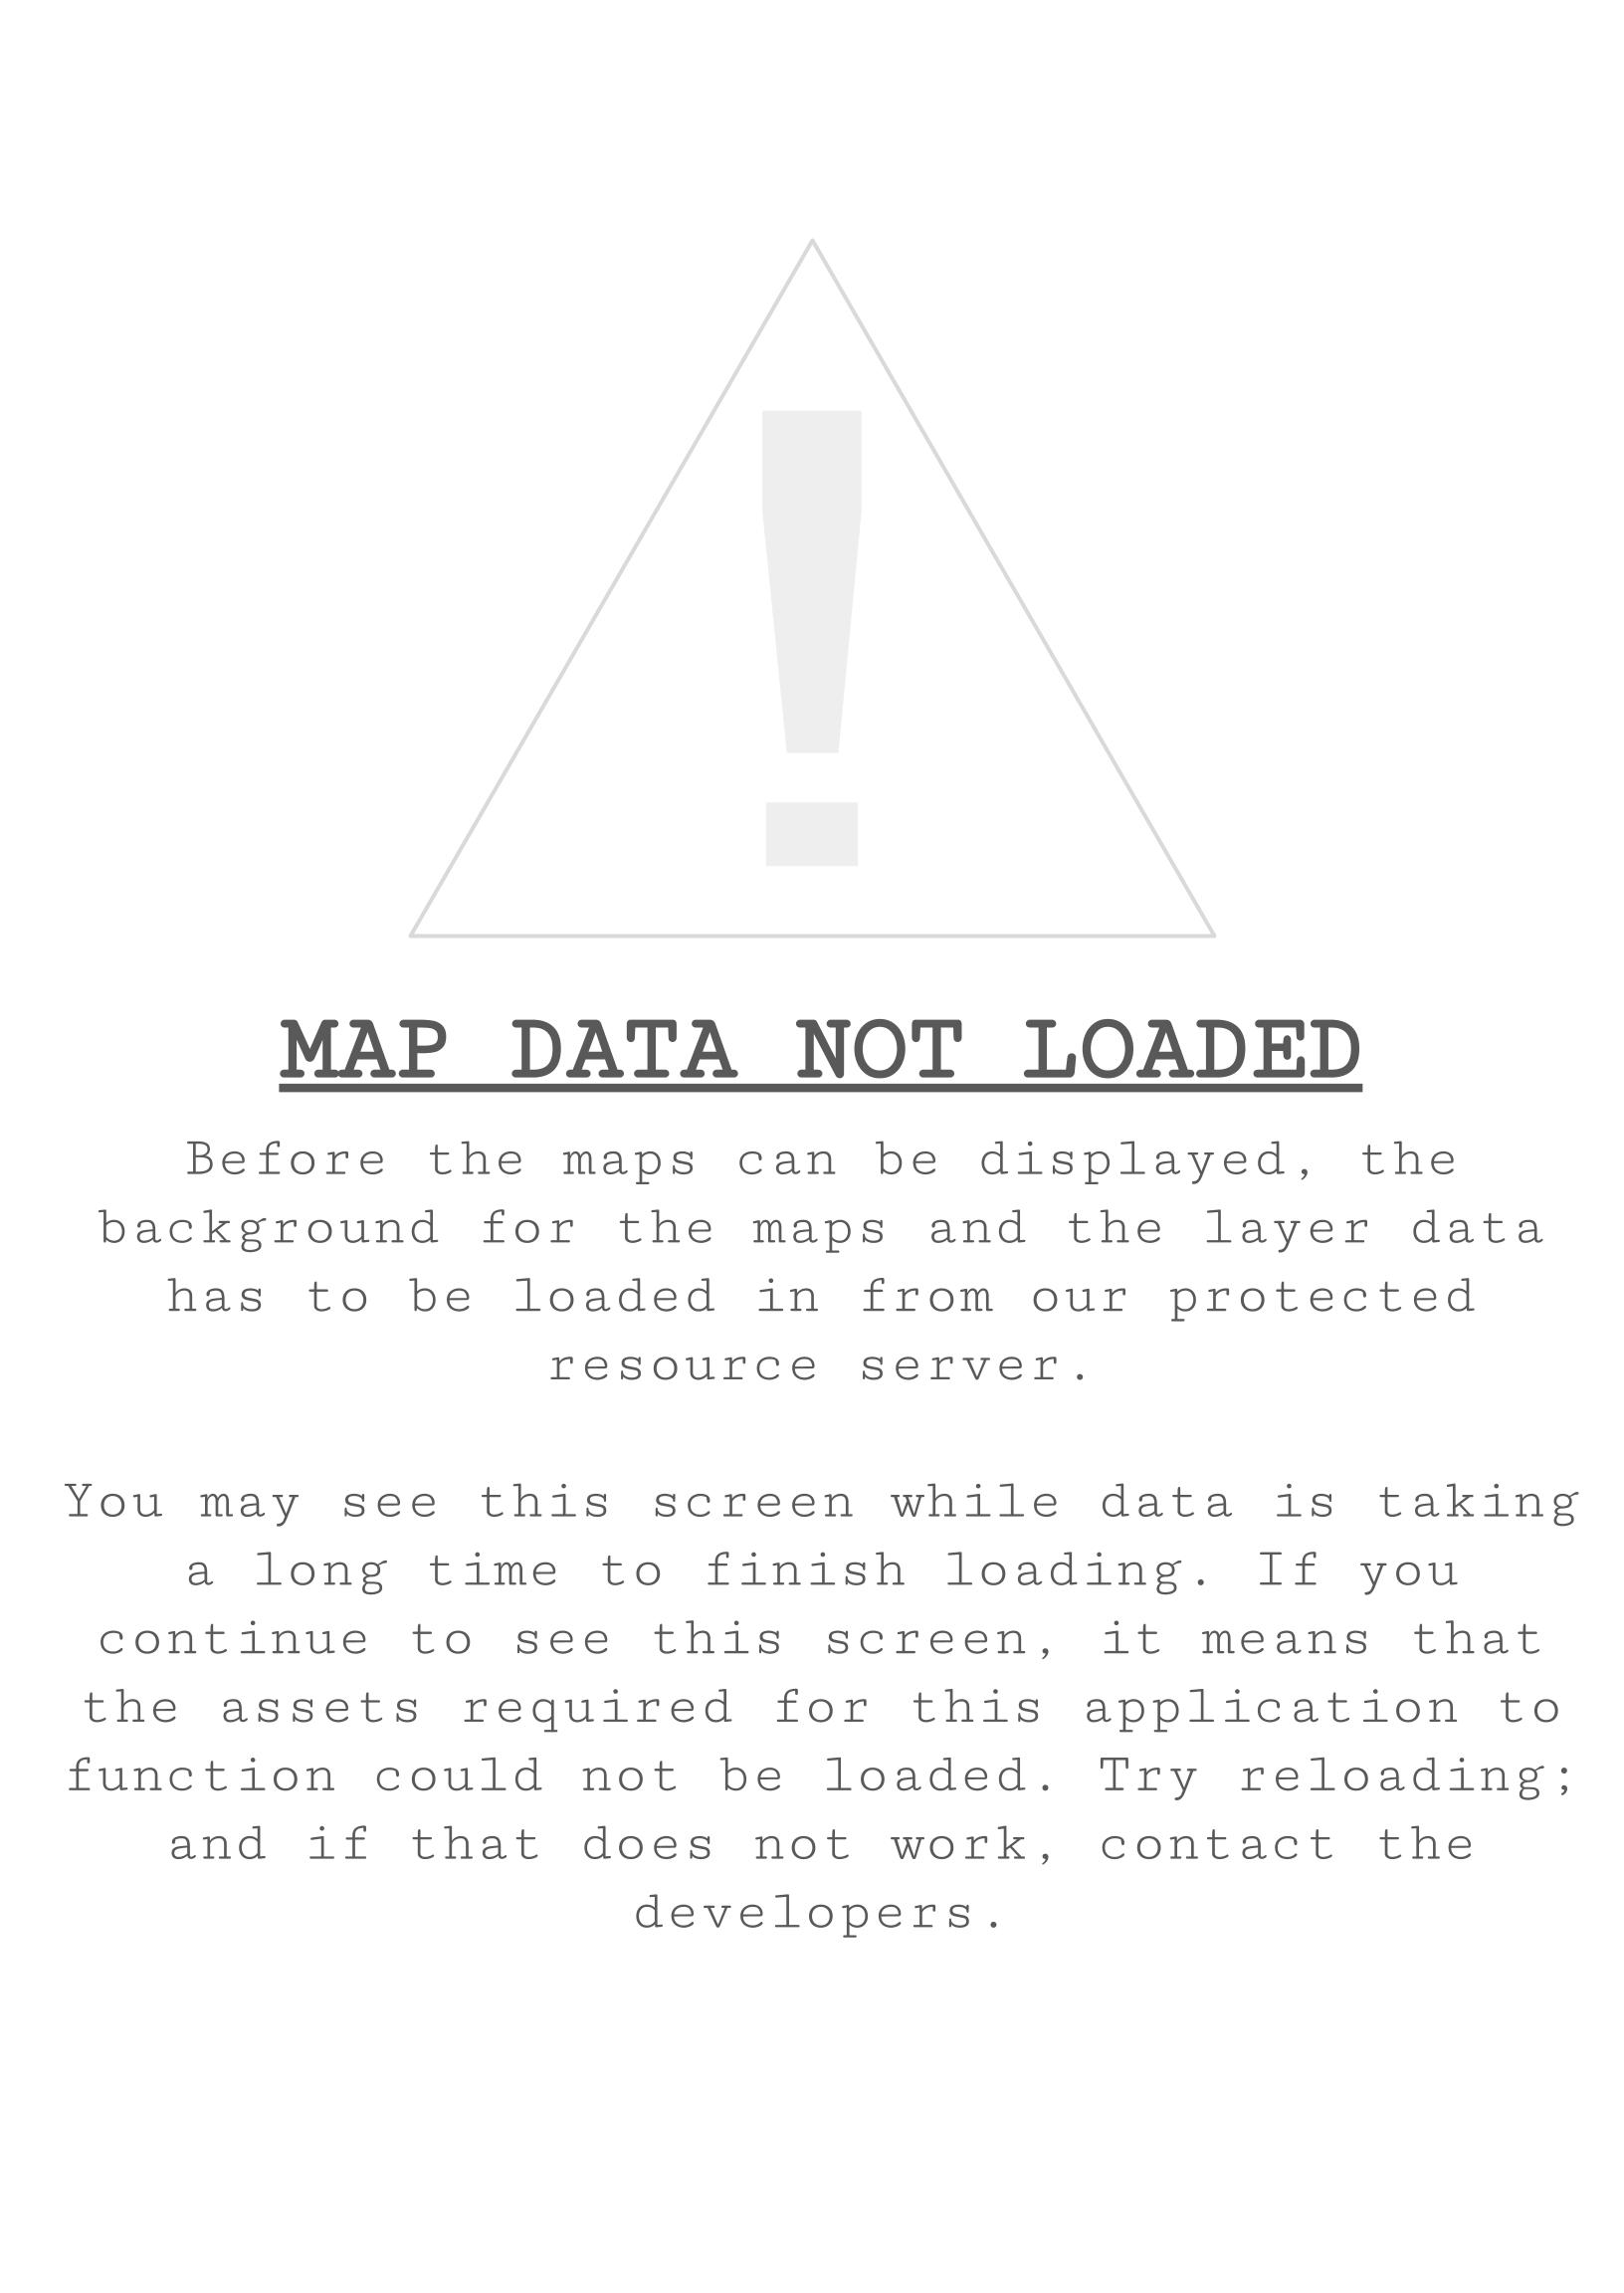 !
MAP DATA NOT LOADED
Before the maps can be displayed, the
background for the maps and the layer data
has to be loaded in from our protected
resource server.
You may see this screen while data is taking
a long time to finish loading. If you
continue to see this screen, it means that
the assets required for this application to
function could not be loaded. Try reloading;
and if that does not work, contact the
developers.